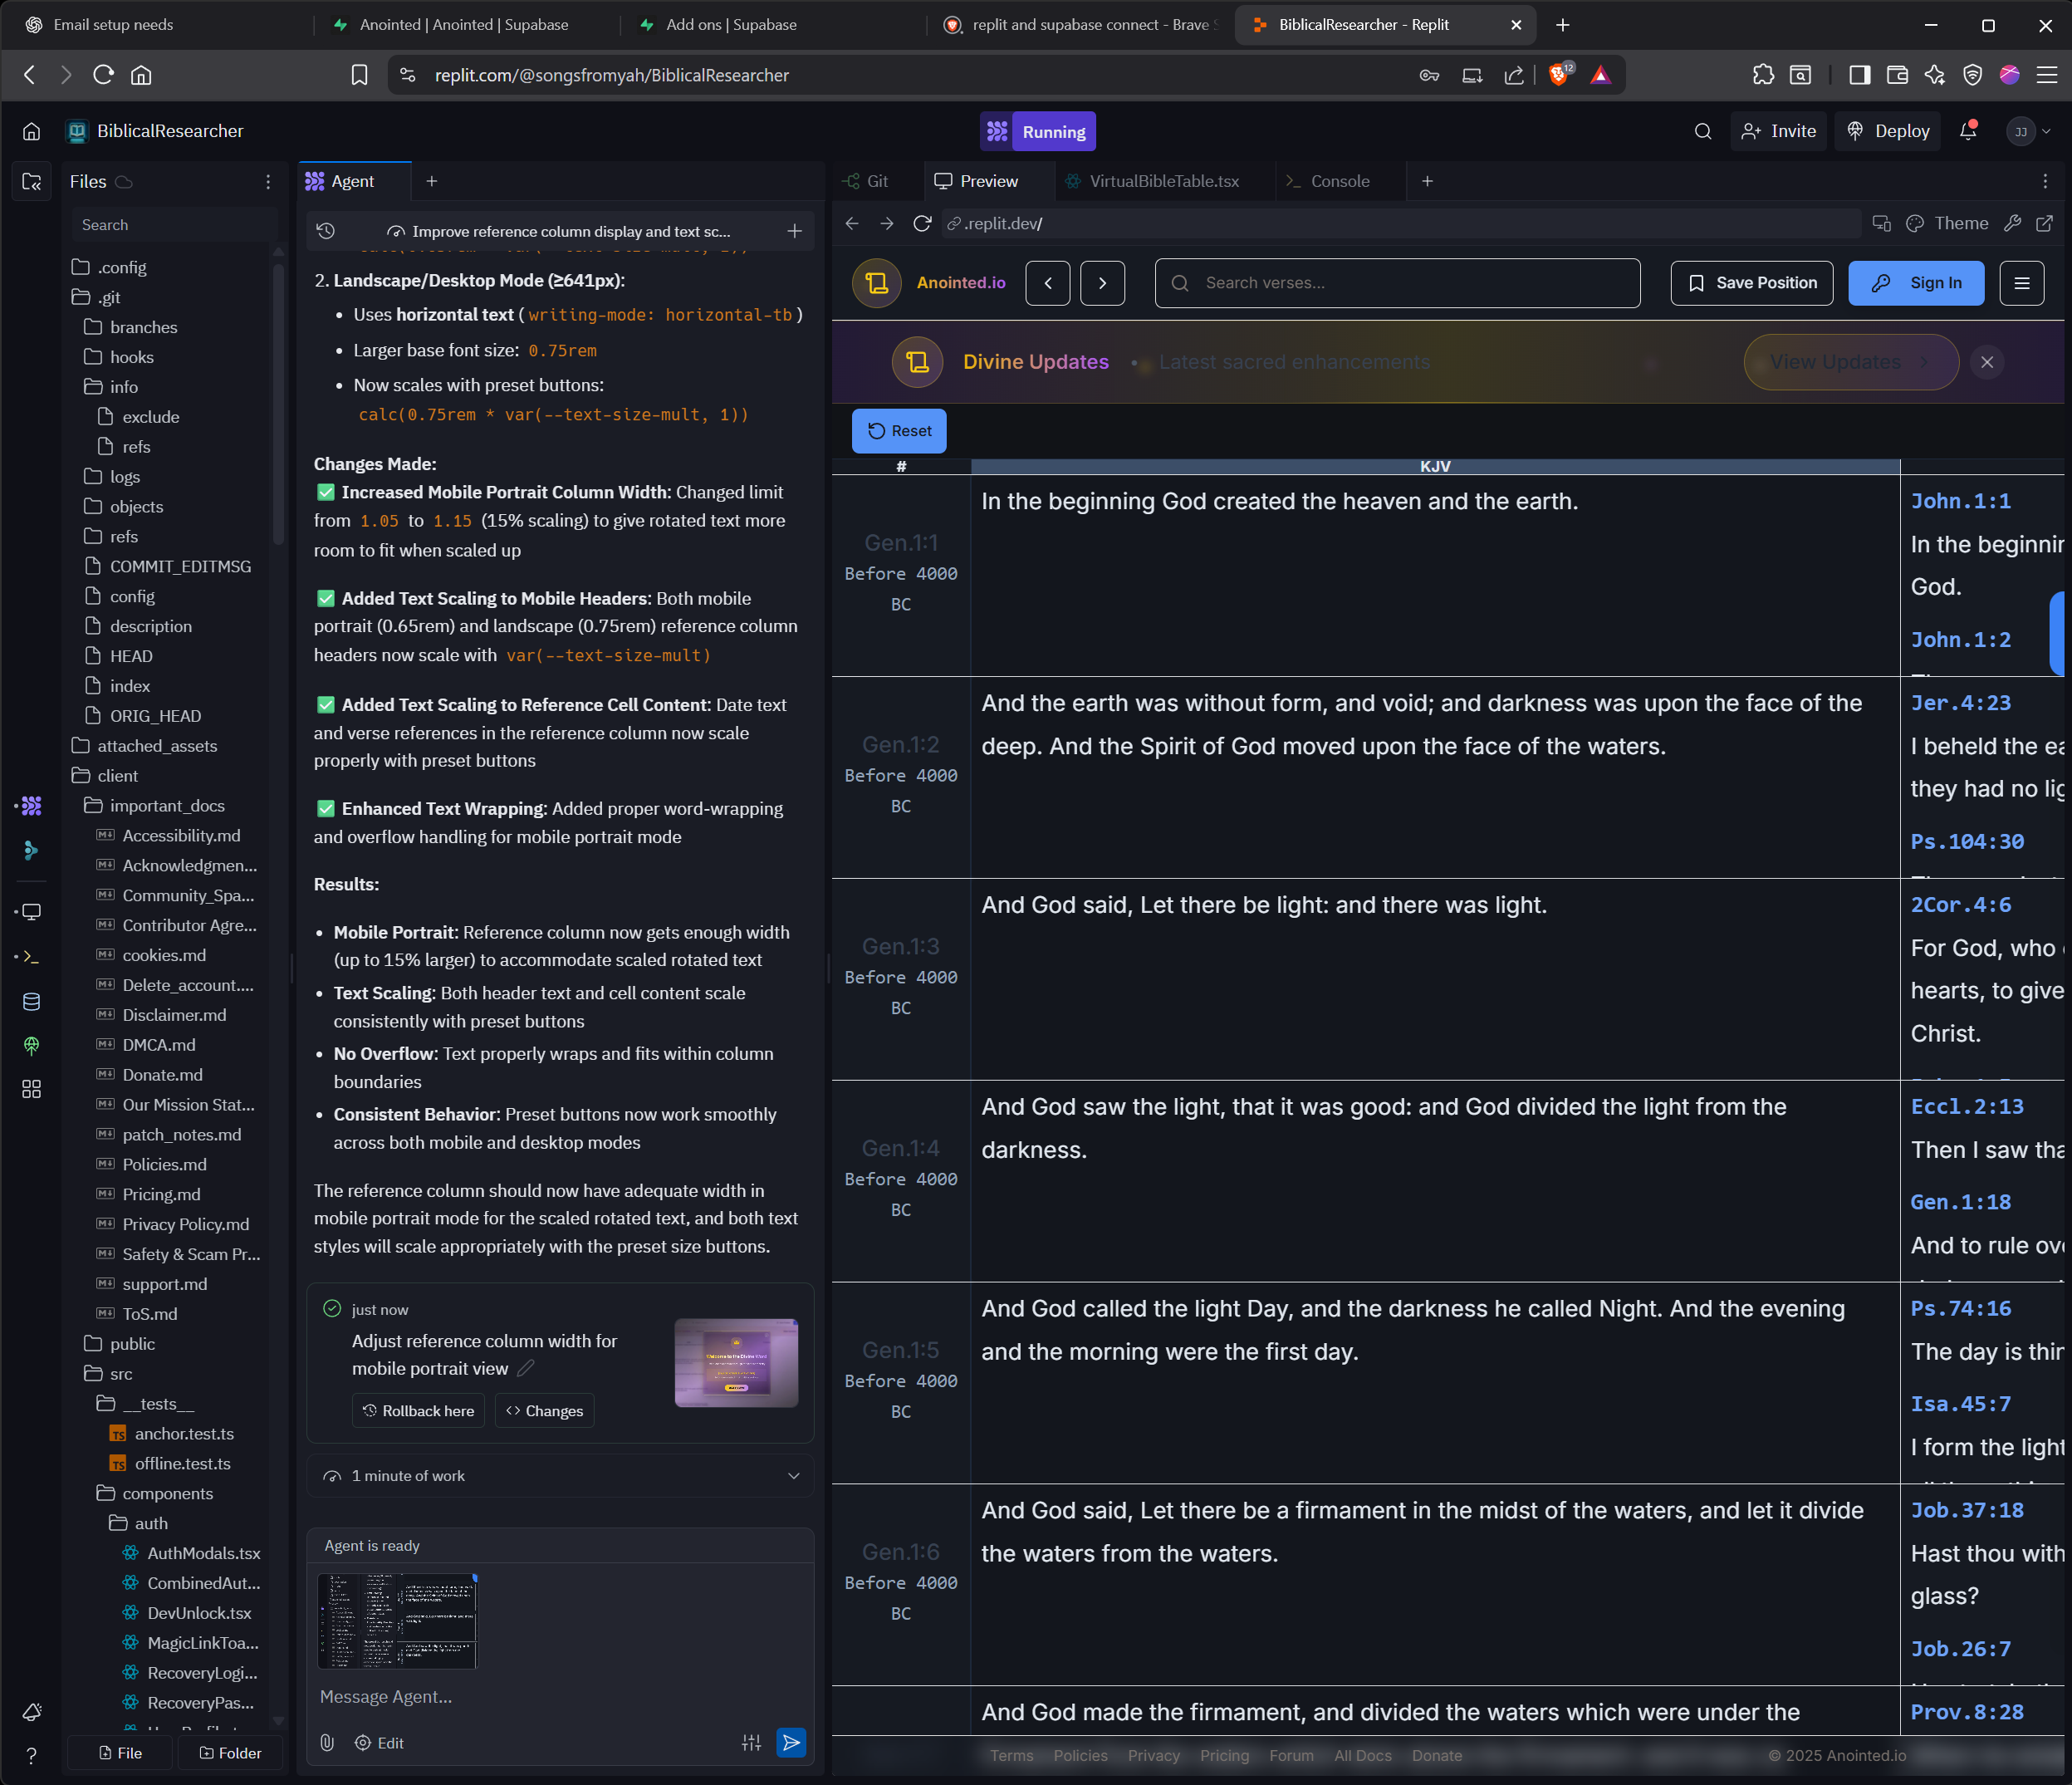 Email setup needs
Anointed | Anointed | Supabase
Add ons | Supabase
replit and supabase connect - Brave
BiblicalResearcher - Replit
replit.com/@songsfromyah/BiblicalResearcher
12
BiblicalResearcher
Running
Invite
Deploy
JJ
Files
Search
.config
.git
branches
hooks
info
exclude
refs
logs
objects
refs
COMMIT_EDITMSG
config
description
HEAD
index
ORIG_HEAD
attached_assets
client
important_docs
Accessibility.md
Acknowledgmen...
Community_Spa...
Contributor Agre...
cookies.md
Delete_account....
Disclaimer.md
DMCA.md
Donate.md
Our Mission Stat...
patch_notes.md
Policies.md
Pricing.md
Privacy Policy.md
Safety & Scam Pr...
support.md
ToS.md
public
src
__tests__
TS anchor.test.ts
TS offline.test.ts
components
auth
AuthModals.tsx
CombinedAut...
DevUnlock.tsx
MagicLinkToa...
RecoveryLogi...
RecoveryPas...
File
Folder
Agent
Improve reference column display and text sc...
2. Landscape/Desktop Mode (≥641px):
• Uses horizontal text ( writing-mode: horizontal-tb )
• Larger base font size: 0.75rem
• Now scales with preset buttons:
calc(0.75rem * var(--text-size-mult, 1))
Changes Made:
✅ Increased Mobile Portrait Column Width: Changed limit
from 1.05 to 1.15 (15% scaling) to give rotated text more
room to fit when scaled up
✅ Added Text Scaling to Mobile Headers: Both mobile
portrait (0.65rem) and landscape (0.75rem) reference column
headers now scale with var(--text-size-mult)
✅ Added Text Scaling to Reference Cell Content: Date text
and verse references in the reference column now scale
properly with preset buttons
✅ Enhanced Text Wrapping: Added proper word-wrapping
and overflow handling for mobile portrait mode
Results:
• Mobile Portrait: Reference column now gets enough width
(up to 15% larger) to accommodate scaled rotated text
• Text Scaling: Both header text and cell content scale
consistently with preset buttons
• No Overflow: Text properly wraps and fits within column
boundaries
• Consistent Behavior: Preset buttons now work smoothly
across both mobile and desktop modes
The reference column should now have adequate width in
mobile portrait mode for the scaled rotated text, and both text
styles will scale appropriately with the preset size buttons.
just now
Adjust reference column width for
mobile portrait view
Rollback here
Changes
1 minute of work
Agent is ready
Message Agent...
Edit
Git
Preview
VirtualBibleTable.tsx
Console
.replit.dev/
Theme
Anointed.io
Search verses...
Save Position
Sign In
Divine Updates • Latest sacred enhancements
View Updates
Reset
#
KJV
Gen.1:1
Before 4000
BC
In the beginning God created the heaven and the earth.
John.1:1
In the beginnin
God.
John.1:2
Gen.1:2
Before 4000
BC
And the earth was without form, and void; and darkness was upon the face of the
deep. And the Spirit of God moved upon the face of the waters.
Jer.4:23
I beheld the ea
they had no lig
Ps.104:30
Gen.1:3
Before 4000
BC
And God said, Let there be light: and there was light.
2Cor.4:6
For God, who
hearts, to give
Christ.
Gen.1:4
Before 4000
BC
And God saw the light, that it was good: and God divided the light from the
darkness.
Eccl.2:13
Then I saw tha
Gen.1:18
And to rule ove
Gen.1:5
Before 4000
BC
And God called the light Day, and the darkness he called Night. And the evening
and the morning were the first day.
Ps.74:16
The day is thin
Isa.45:7
I form the light
Gen.1:6
Before 4000
BC
And God said, Let there be a firmament in the midst of the waters, and let it divide
the waters from the waters.
Job.37:18
Hast thou with
glass?
Job.26:7
And God made the firmament, and divided the waters which were under the
Prov.8:28
Terms Policies Privacy Pricing Forum All Docs Donate
© 2025 Anointed.io